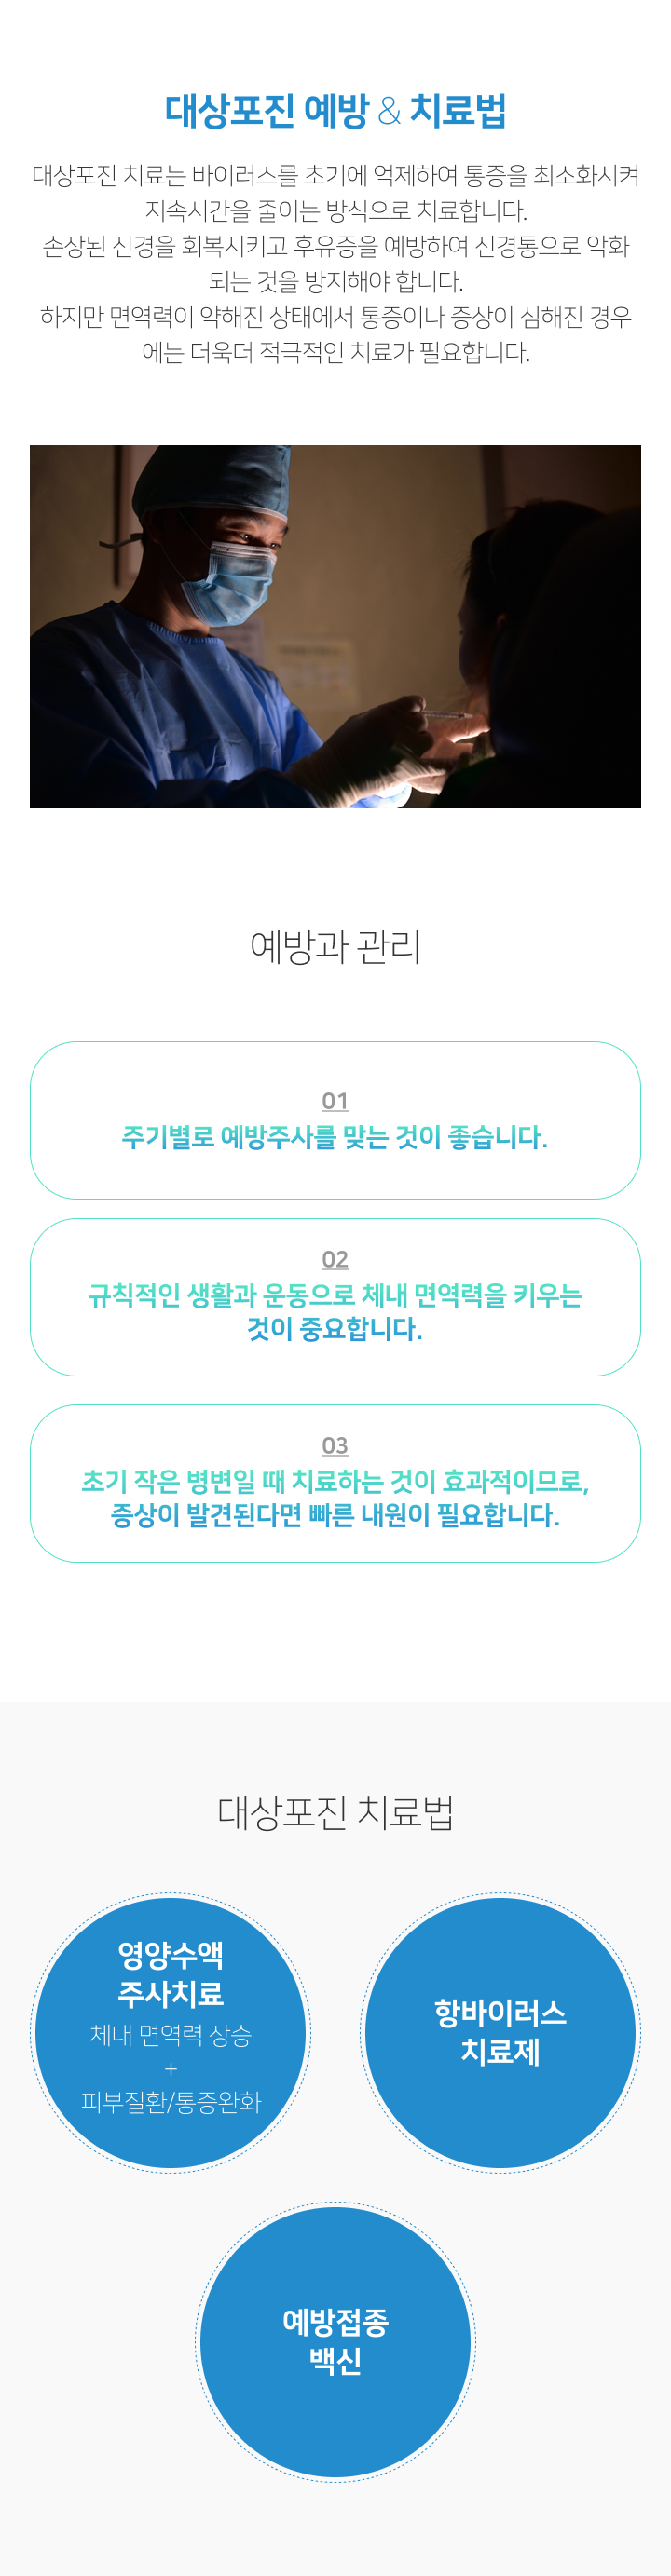 대상포진 예방 & 치료법
대상포진 치료는 바이러스를 초기에 억제하여 통증을 최소화시켜
지속시간을 줄이는 방식으로 치료합니다.
손상된 신경을 회복시키고 후유증을 예방하여 신경통으로 악화
되는 것을 방지해야 합니다.
하지만 면역력이 약해진 상태에서 통증이나 증상이 심해진 경우
에는 더욱더 적극적인 치료가 필요합니다.
예방과 관리
01
주기별로 예방주사를 맞는 것이 좋습니다.
02
규칙적인 생활과 운동으로 체내 면역력을 키우는
것이 중요합니다.
03
초기 작은 병변일 때 치료하는 것이 효과적이므로,
증상이 발견된다면 빠른 내원이 필요합니다.
대상포진 치료법
영양수액
주사치료
체내 면역력 상승
+
피부질환/통증완화
항바이러스
치료제
예방접종
백신